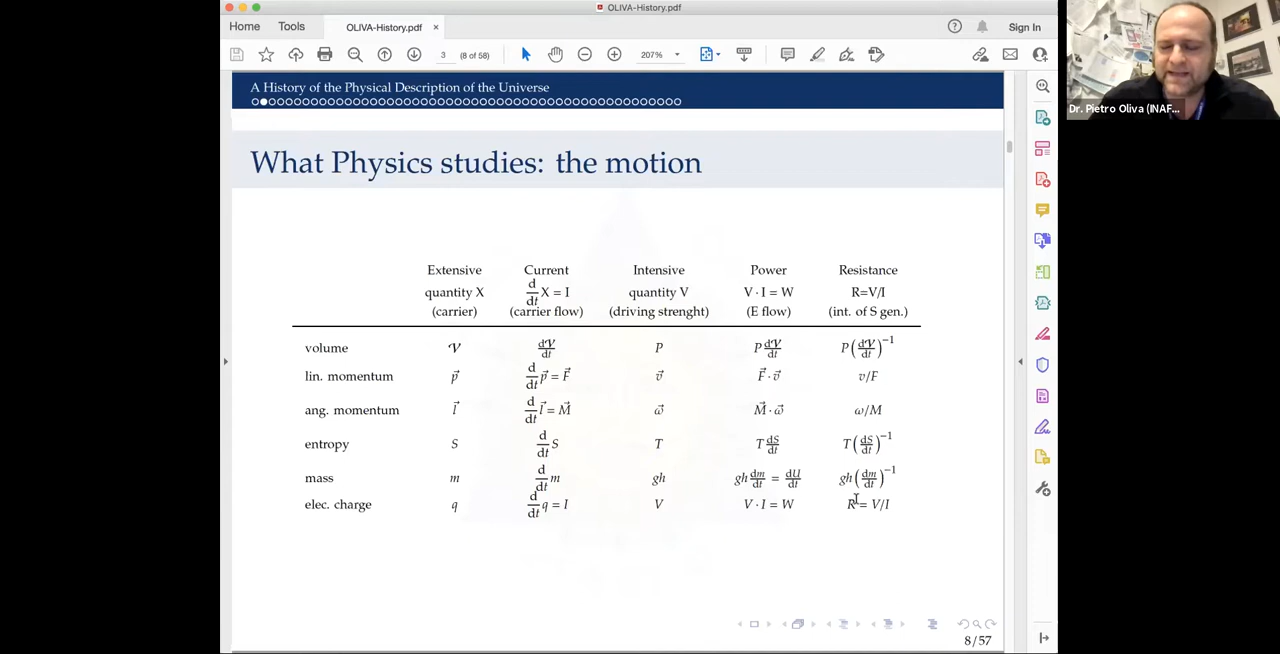 OLIVA-History.pdf
Home Tools OLIVA-History.pdf × Sign In
3 (8 of 58) 207%
A History of the Physical Description of the Universe
What Physics studies: the motion
Extensive Current Intensive Power Resistance
quantity X d/dt X = I quantity V V · I = W R=V/I
(carrier) (carrier flow) (driving strenght) (E flow) (int. of S gen.)
volume 𝒱 d𝒱/dt P P d𝒱/dt P (d𝒱/dt)⁻¹
lin. momentum p⃗ d/dt p⃗ = F⃗ v⃗ F⃗ · v⃗ v/F
ang. momentum l⃗ d/dt l⃗ = M⃗ ω⃗ M⃗ · ω⃗ ω/M
entropy S d/dt S T T dS/dt T (dS/dt)⁻¹
mass m d/dt m gh gh dm/dt = dU/dt gh (dm/dt)⁻¹
elec. charge q d/dt q = I V V · I = W R = V/I
8/57
Dr. Pietro Oliva (INAF...